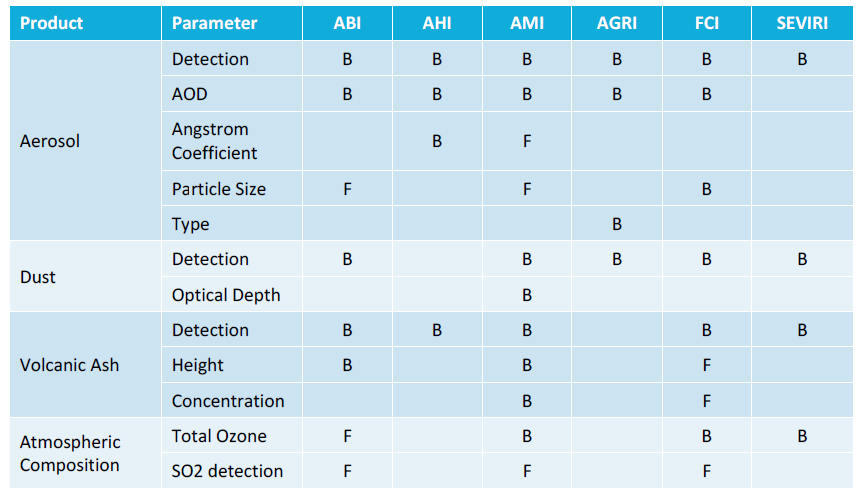 Product Parameter ABI AHI AMI AGRI FCI SEVIRI
Aerosol
Detection B B B B B B
AOD B B B B B
Angstrom
Coefficient B F
Particle Size F F B
Type B
Dust
Detection B B B B B
Optical Depth B
Volcanic Ash
Detection B B B B B
Height B B F
Concentration B F
Atmospheric
Composition
Total Ozone F B B B
SO2 detection F F F